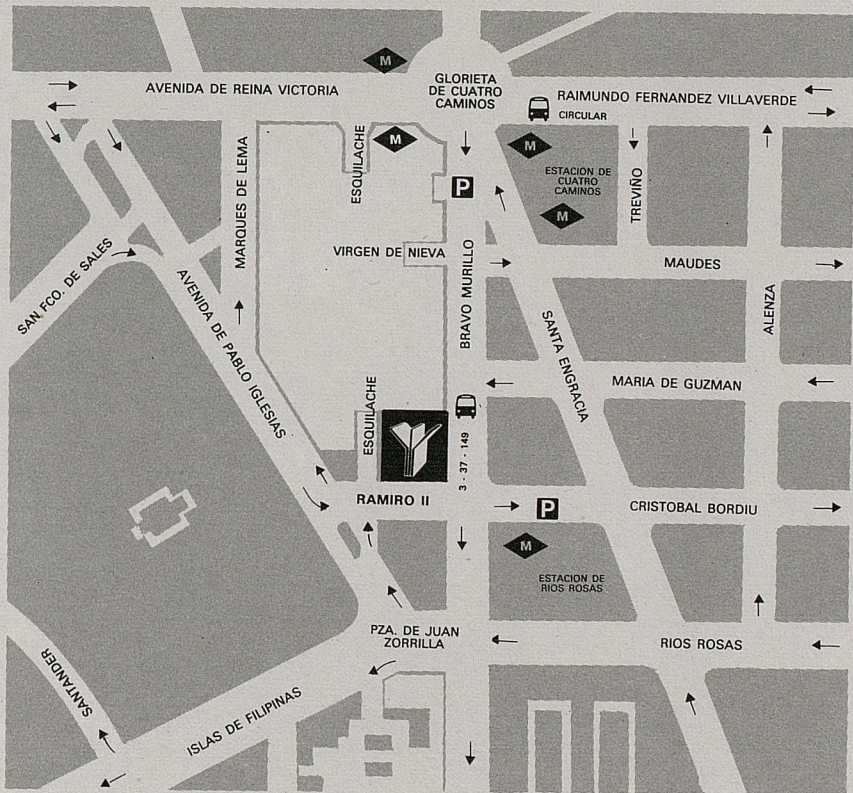 M
AVENIDA DE REINA VICTORIA
GLORIETA
DE CUATRO
CAMINOS
RAIMUNDO FERNANDEZ VILLAVERDE
CIRCULAR
M
M
ESQUILACHE
MARQUES DE LEMA
P
ESTACION DE
CUATRO
CAMINOS
M
TREVIÑO
SAN FCO. DE SALES
VIRGEN DE NIEVA
BRAVO MURILLO
MAUDES
ALENZA
AVENIDA DE PABLO IGLESIAS
SANTA ENGRACIA
MARIA DE GUZMAN
ESQUILACHE
3 - 37 - 149
RAMIRO II
P
CRISTOBAL BORDIU
M
ESTACION DE
RIOS ROSAS
PZA. DE JUAN
ZORRILLA
RIOS ROSAS
SANTANDER
ISLAS DE FILIPINAS